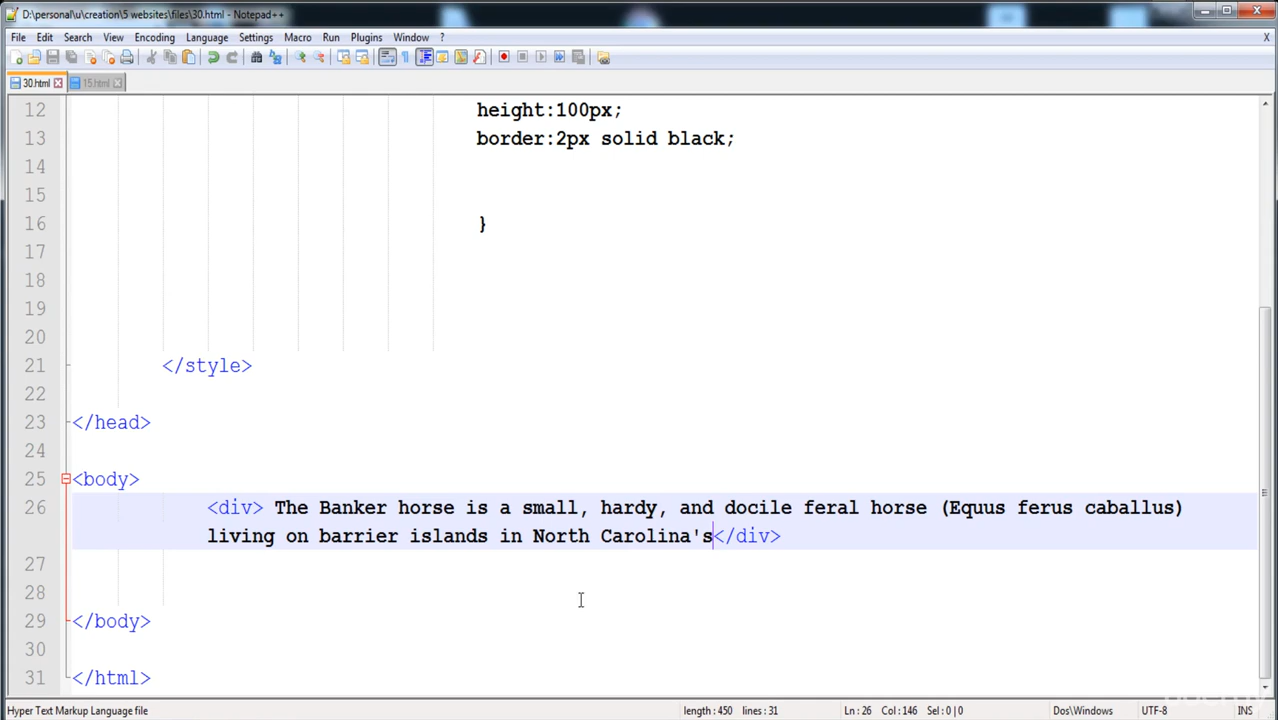 D:\personal\u\creation\5 websites\files\30.html - Notepad++
File Edit Search View Encoding Language Settings Macro Run Plugins Window ? X
30.html 15.html
12 height:100px;
13 border:2px solid black;
14
15
16 }
17
18
19
20
21 </style>
22
23 </head>
24
25 <body>
26 <div> The Banker horse is a small, hardy, and docile feral horse (Equus ferus caballus)
living on barrier islands in North Carolina's</div>
27
28
29 </body>
30
31 </html>
Hyper Text Markup Language file length : 450 lines : 31 Ln : 26 Col : 146 Sel : 0 | 0 Dos\Windows UTF-8 INS